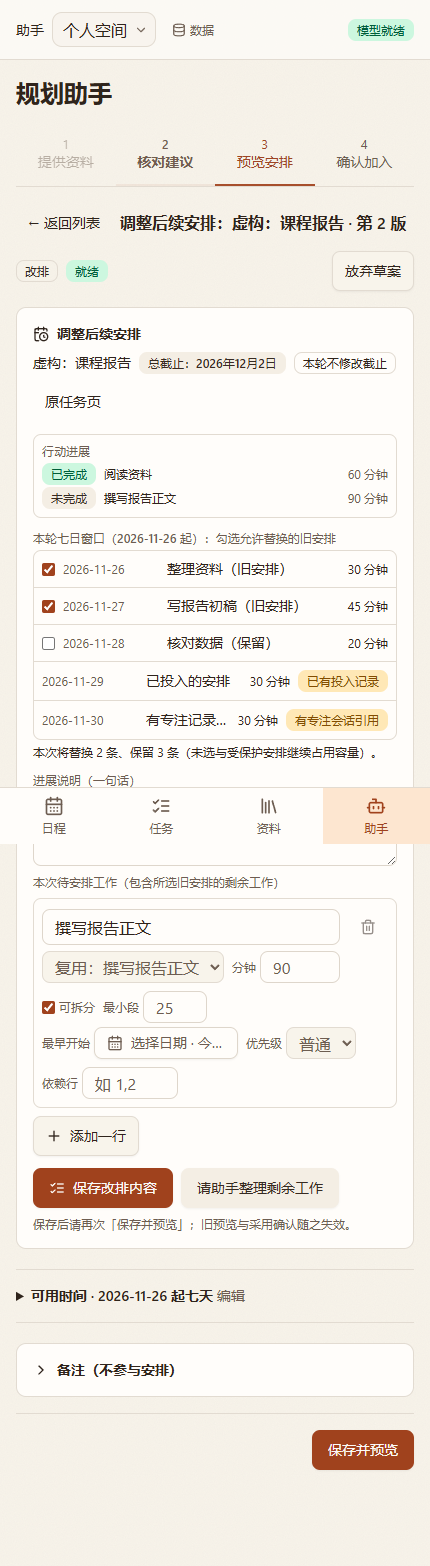 助手 个人空间 数据 模型就绪
规划助手
1 2 3 4
提供资料 核对建议 预览安排 确认加入
← 返回列表 调整后续安排：虚构：课程报告 · 第 2 版
改排 就绪 放弃草案
调整后续安排
虚构：课程报告 总截止：2026年12月2日 本轮不修改截止
原任务页
行动进展
已完成 阅读资料 60 分钟
未完成 撰写报告正文 90 分钟
本轮七日窗口（2026-11-26 起）：勾选允许替换的旧安排
2026-11-26 整理资料（旧安排） 30 分钟
2026-11-27 写报告初稿（旧安排） 45 分钟
2026-11-28 核对数据（保留） 20 分钟
2026-11-29 已投入的安排 30 分钟 已有投入记录
2026-11-30 有专注记录... 30 分钟 有专注会话引用
本次将替换 2 条、保留 3 条（未选与受保护安排继续占用容量）。
进展说明（一句话）
日程 任务 资料 助手
本次待安排工作（包含所选旧安排的剩余工作）
撰写报告正文
复用：撰写报告正文 分钟 90
可拆分 最小段 25
最早开始 选择日期 · 今... 优先级 普通
依赖行 如 1,2
添加一行
保存改排内容 请助手整理剩余工作
保存后请再次「保存并预览」；旧预览与采用确认随之失效。
可用时间 · 2026-11-26 起七天 编辑
备注（不参与安排）
保存并预览